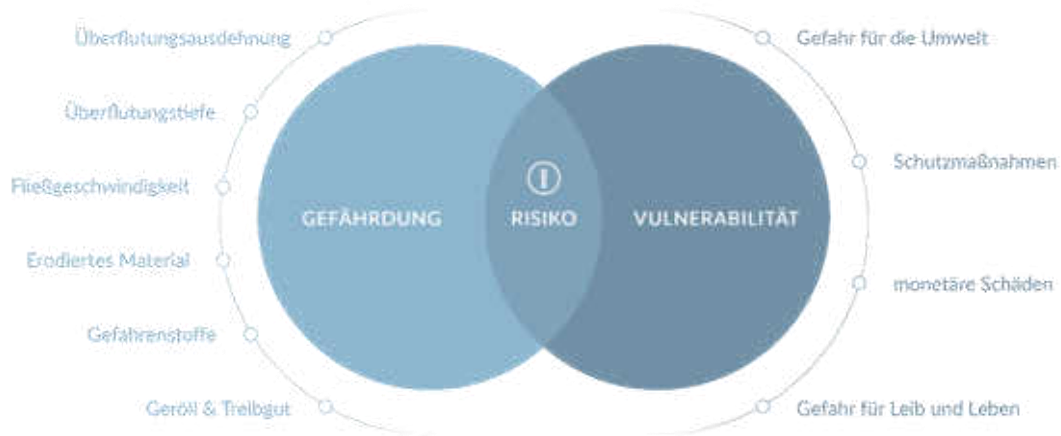 Überflutungsausdehnung
Überflutungstiefe
Fließgeschwindigkeit
Erodiertes Material
Gefahrenstoffe
Geröll & Treibgut
GEFÄHRDUNG
RISIKO
VULNERABILITÄT
Gefahr für die Umwelt
Schutzmaßnahmen
monetäre Schäden
Gefahr für Leib und Leben